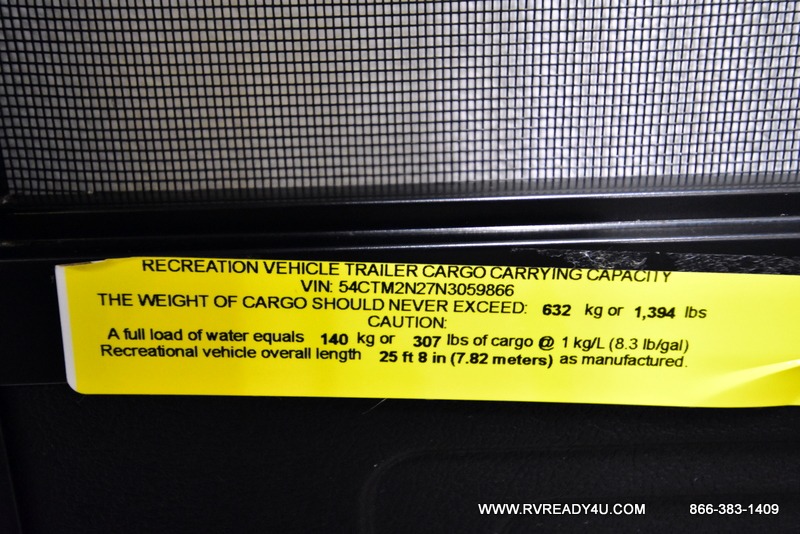 RECREATION VEHICLE TRAILER CARGO CARRYING CAPACITY
VIN: 54CTM2N27N3059866
THE WEIGHT OF CARGO SHOULD NEVER EXCEED: 632 kg or 1,394 lbs
CAUTION:
A full load of water equals 140 kg or 307 lbs of cargo @ 1 kg/L (8.3 lb/gal)
Recreational vehicle overall length 25 ft 8 in (7.82 meters) as manufactured.
WWW.RVREADY4U.COM 866-383-1409